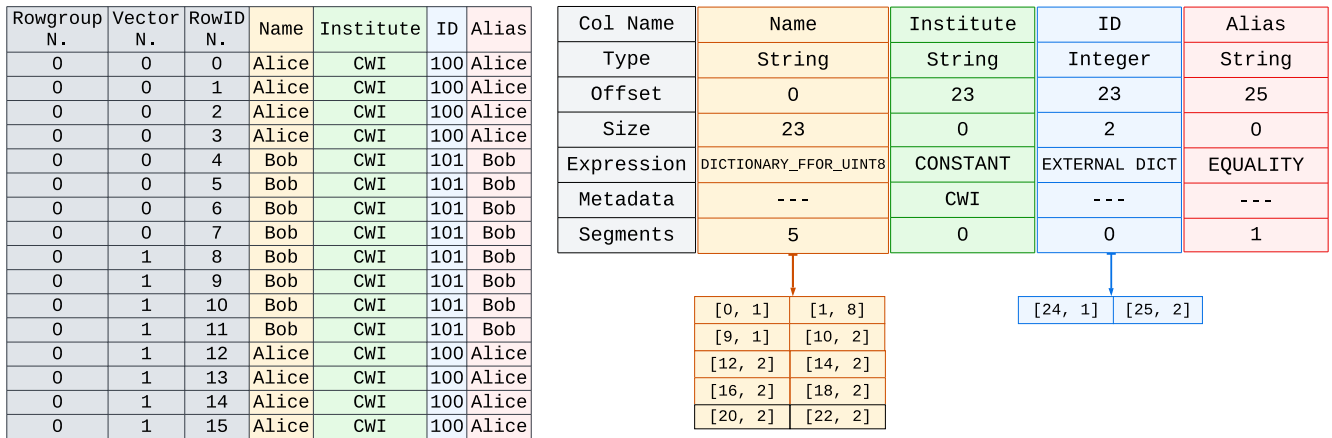 Rowgroup N. Vector N. RowID N. Name Institute ID Alias
0 0 0 Alice CWI 100 Alice
0 0 1 Alice CWI 100 Alice
0 0 2 Alice CWI 100 Alice
0 0 3 Alice CWI 100 Alice
0 0 4 Bob CWI 101 Bob
0 0 5 Bob CWI 101 Bob
0 0 6 Bob CWI 101 Bob
0 0 7 Bob CWI 101 Bob
0 1 8 Bob CWI 101 Bob
0 1 9 Bob CWI 101 Bob
0 1 10 Bob CWI 101 Bob
0 1 11 Bob CWI 101 Bob
0 1 12 Alice CWI 100 Alice
0 1 13 Alice CWI 100 Alice
0 1 14 Alice CWI 100 Alice
0 1 15 Alice CWI 100 Alice
Col Name Name Institute ID Alias
Type String String Integer String
Offset 0 23 23 25
Size 23 0 2 0
Expression DICTIONARY_FFOR_UINT8 CONSTANT EXTERNAL DICT EQUALITY
Metadata --- CWI --- ---
Segments 5 0 0 1
[0, 1] [1, 8]
[9, 1] [10, 2]
[12, 2] [14, 2]
[16, 2] [18, 2]
[20, 2] [22, 2]
[24, 1] [25, 2]